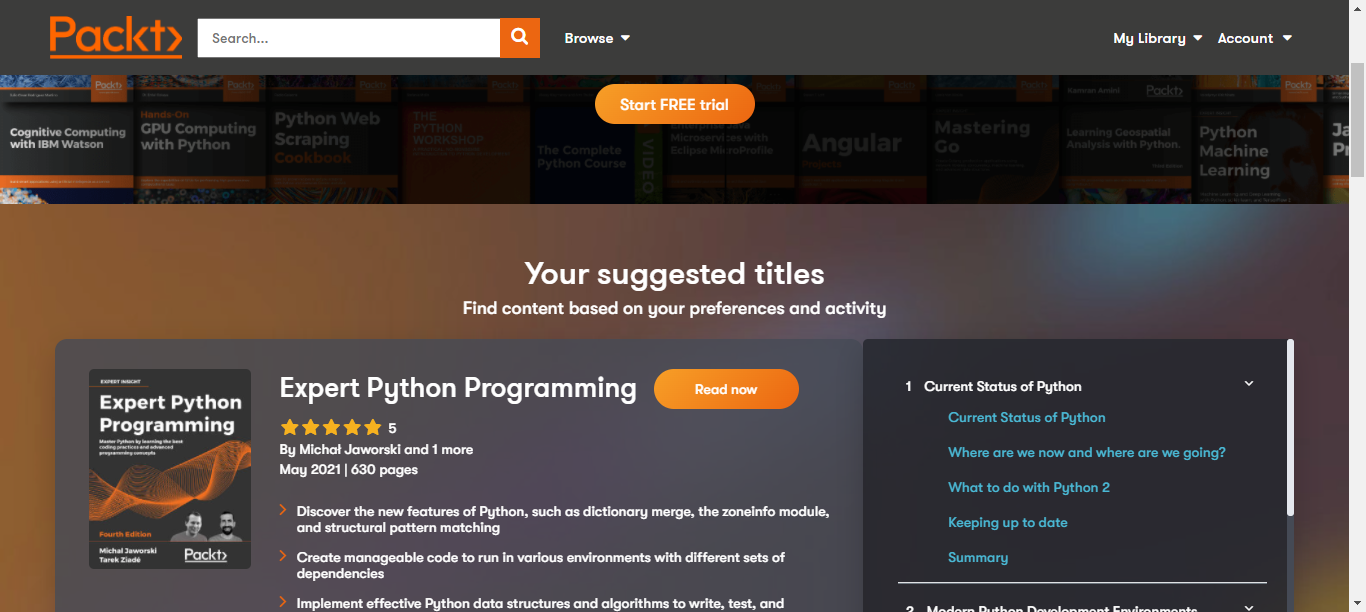 Packt
Search...
Browse
My Library
Account
Start FREE trial
Packt
Cognitive Computing
with IBM Watson
Packt
Hands-On
GPU Computing
with Python
Python Web
Scraping
Cookbook
THE
PYTHON
WORKSHOP
The Complete
Python Course
VIDEO
Enterprise Java
Microservices with
Eclipse MicroProfile
Angular
Projects
Mastering
Go
Packt
Learning Geospatial
Analysis with Python.
Python
Machine
Learning
Your suggested titles
Find content based on your preferences and activity
EXPERT INSIGHT
Expert Python
Programming
Master Python by learning the best
coding practices and advanced
programming concepts
Fourth Edition
Michał Jaworski
Tarek Ziadé
Packt
Expert Python Programming
Read now
5
By Michał Jaworski and 1 more
May 2021 | 630 pages
Discover the new features of Python, such as dictionary merge, the zoneinfo module,
and structural pattern matching
Create manageable code to run in various environments with different sets of
dependencies
Implement effective Python data structures and algorithms to write, test, and
1 Current Status of Python
Current Status of Python
Where are we now and where are we going?
What to do with Python 2
Keeping up to date
Summary
2 Modern Python Development Environments